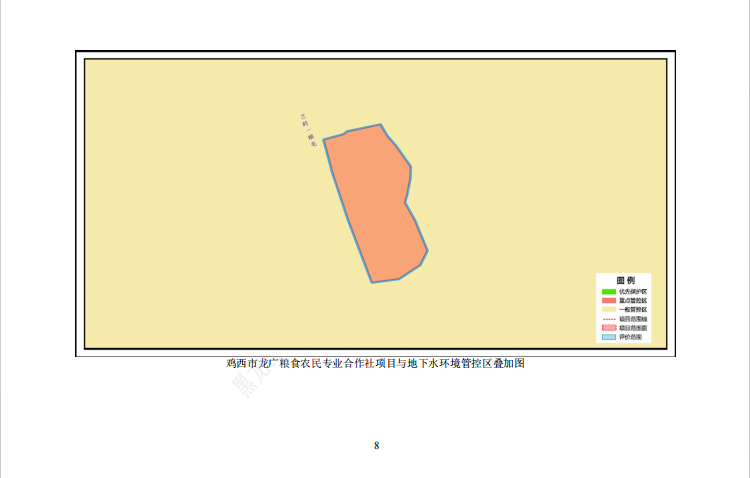 图例
优先保护区
重点管控区
一般管控区
项目范围线
项目范围面
评价范围
鸡西市龙广粮食农民专业合作社项目与地下水环境管控区叠加图
8